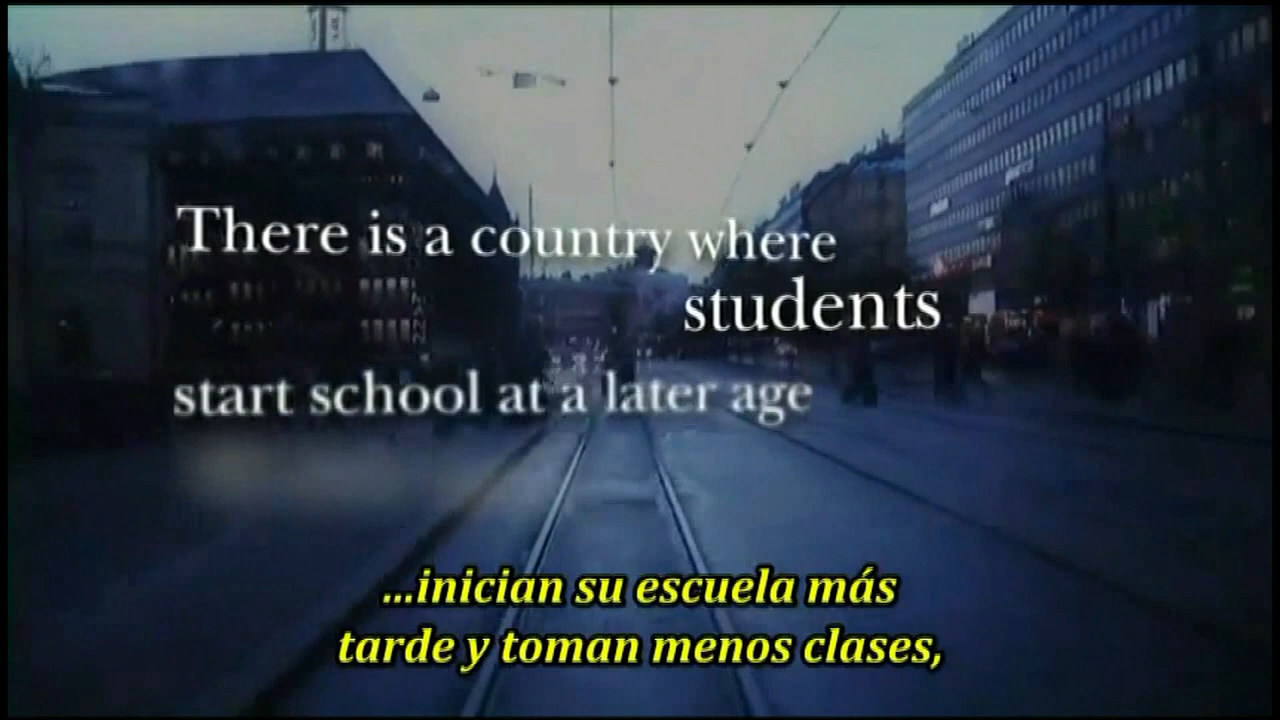 There is a country where
students
start school at a later age
...inician su escuela más
tarde y toman menos clases,